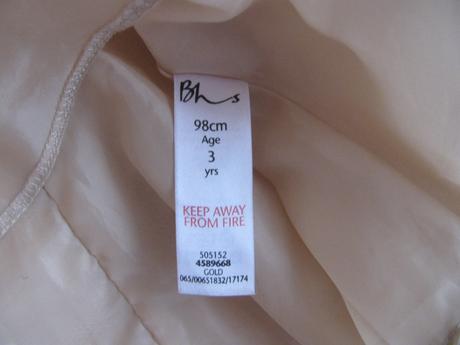 Bhs
98cm
Age
3
yrs
KEEP AWAY
FROM FIRE
505152
4589668
GOLD
065/00651832/17174